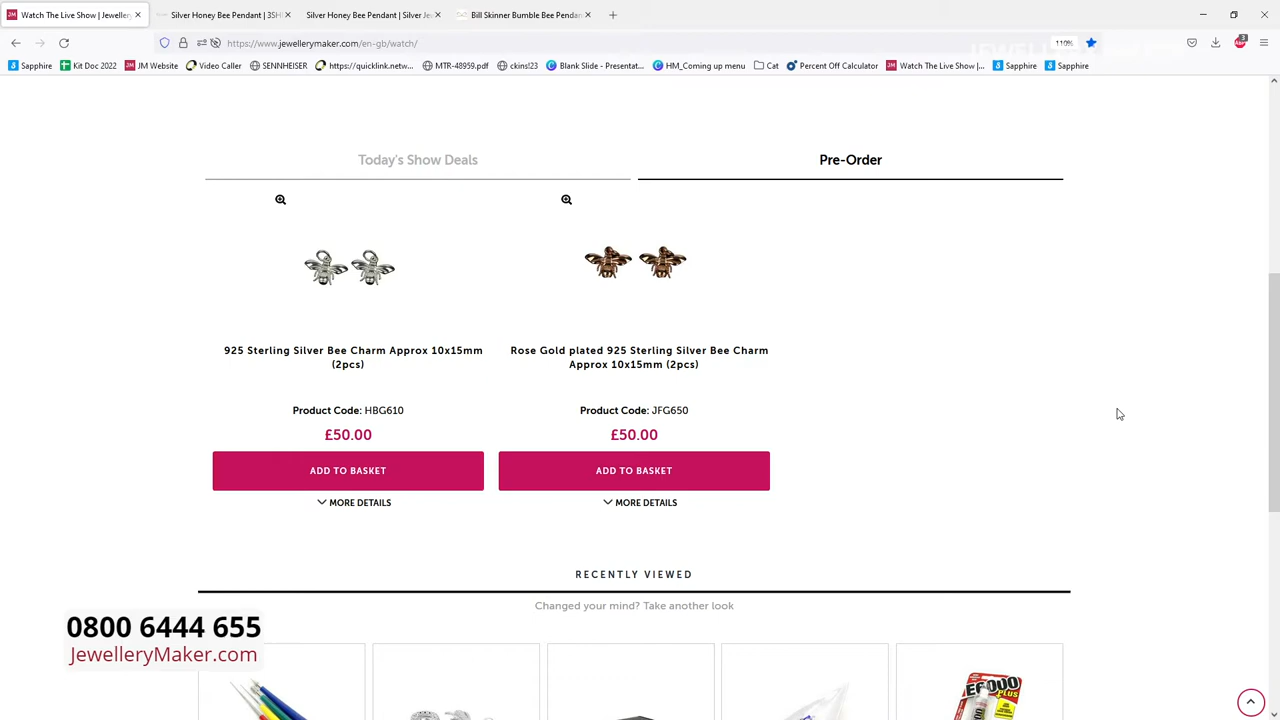 Watch The Live Show | Jeweller
Silver Honey Bee Pendant | 3SH
Silver Honey Bee Pendant | Silver Je
Bill Skinner Bumble Bee Pendan
https://www.jewellerymaker.com/en-gb/watch/
110%
Sapphire
Kit Doc 2022
JM Website
Video Caller
SENNHEISER
https://quicklink.netw...
MTR-48959.pdf
ckins!23
Blank Slide - Presentat...
HM_Coming up menu
Cat
Percent Off Calculator
Watch The Live Show |...
Sapphire
Sapphire
Today's Show Deals
Pre-Order
925 Sterling Silver Bee Charm Approx 10x15mm
(2pcs)
Product Code: HBG610
£50.00
ADD TO BASKET
MORE DETAILS
Rose Gold plated 925 Sterling Silver Bee Charm
Approx 10x15mm (2pcs)
Product Code: JFG650
£50.00
ADD TO BASKET
MORE DETAILS
RECENTLY VIEWED
Changed your mind? Take another look
0800 6444 655
JewelleryMaker.com
E6000
PLUS